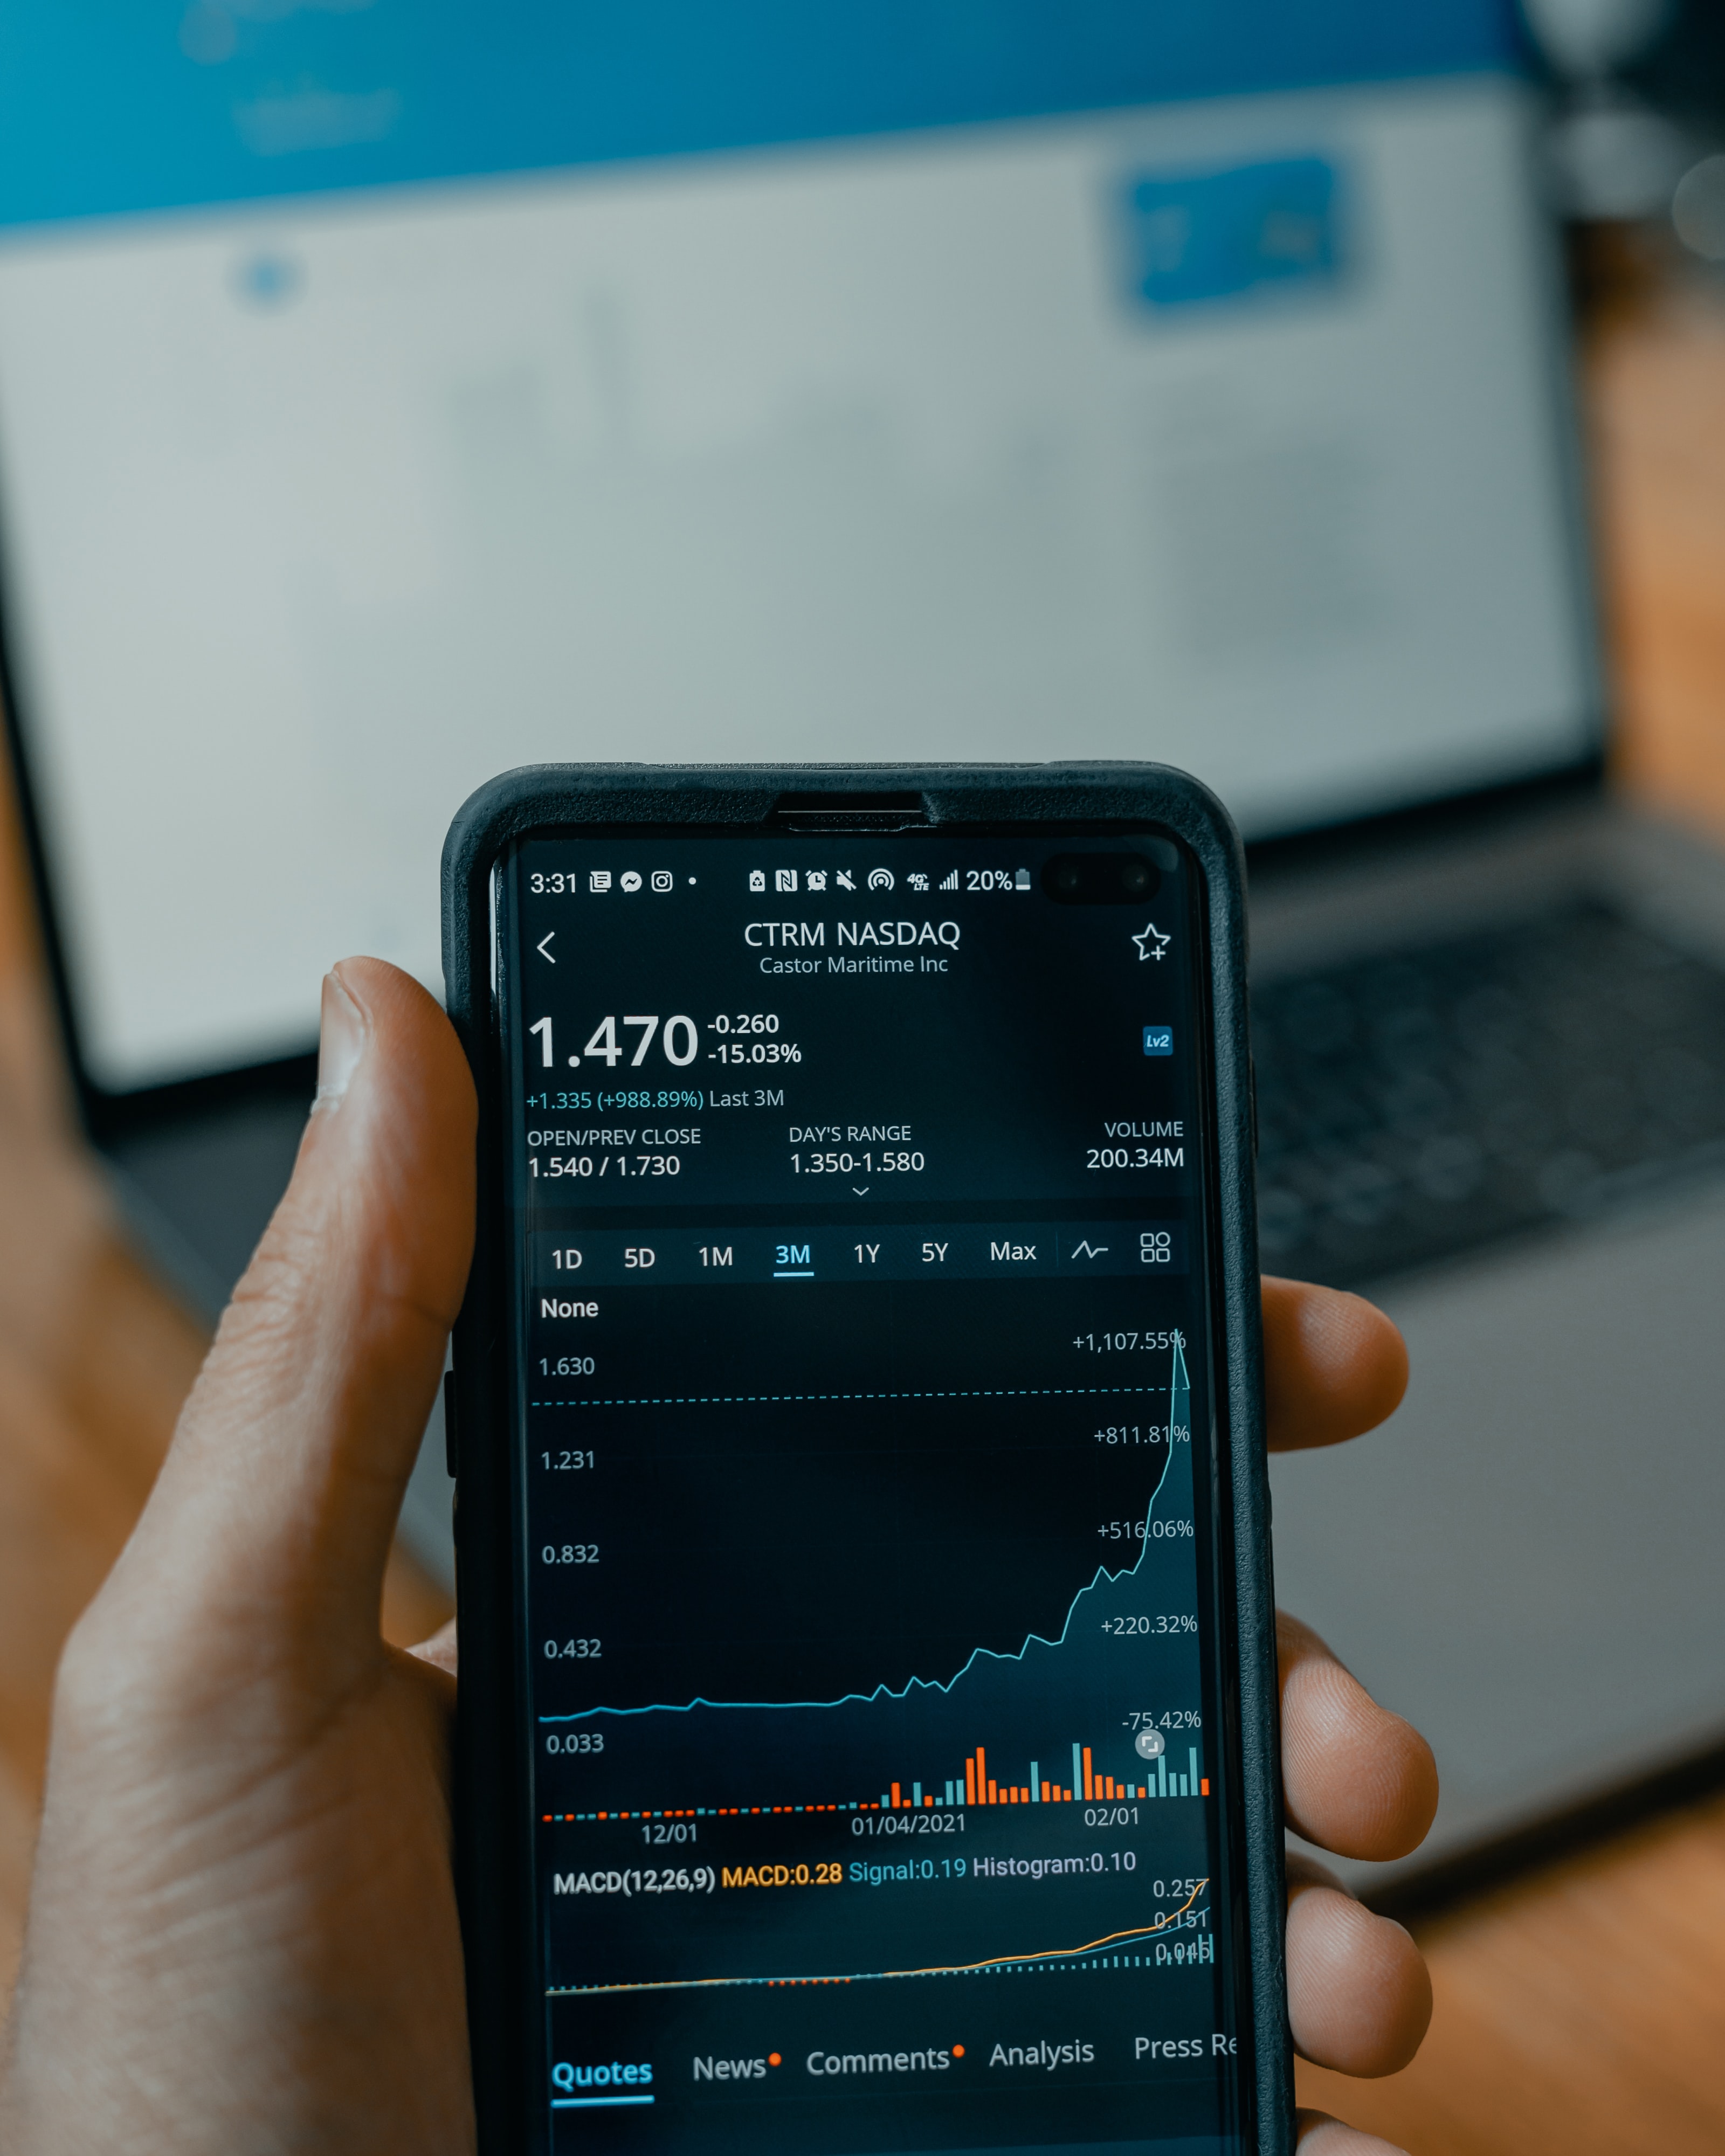 3:31 4G LTE 20%
CTRM NASDAQ
Castor Maritime Inc
1.470 -0.260
-15.03%
Lv2
+1.335 (+988.89%) Last 3M
OPEN/PREV CLOSE DAY'S RANGE VOLUME
1.540 / 1.730 1.350-1.580 200.34M
1D 5D 1M 3M 1Y 5Y Max
None
1.630 +1,107.55%
1.231 +811.81%
0.832 +516.06%
0.432 +220.32%
0.033 -75.42%
12/01 01/04/2021 02/01
MACD(12,26,9) MACD:0.28 Signal:0.19 Histogram:0.10
0.257
0.151
0.045
Quotes News Comments Analysis Press Re